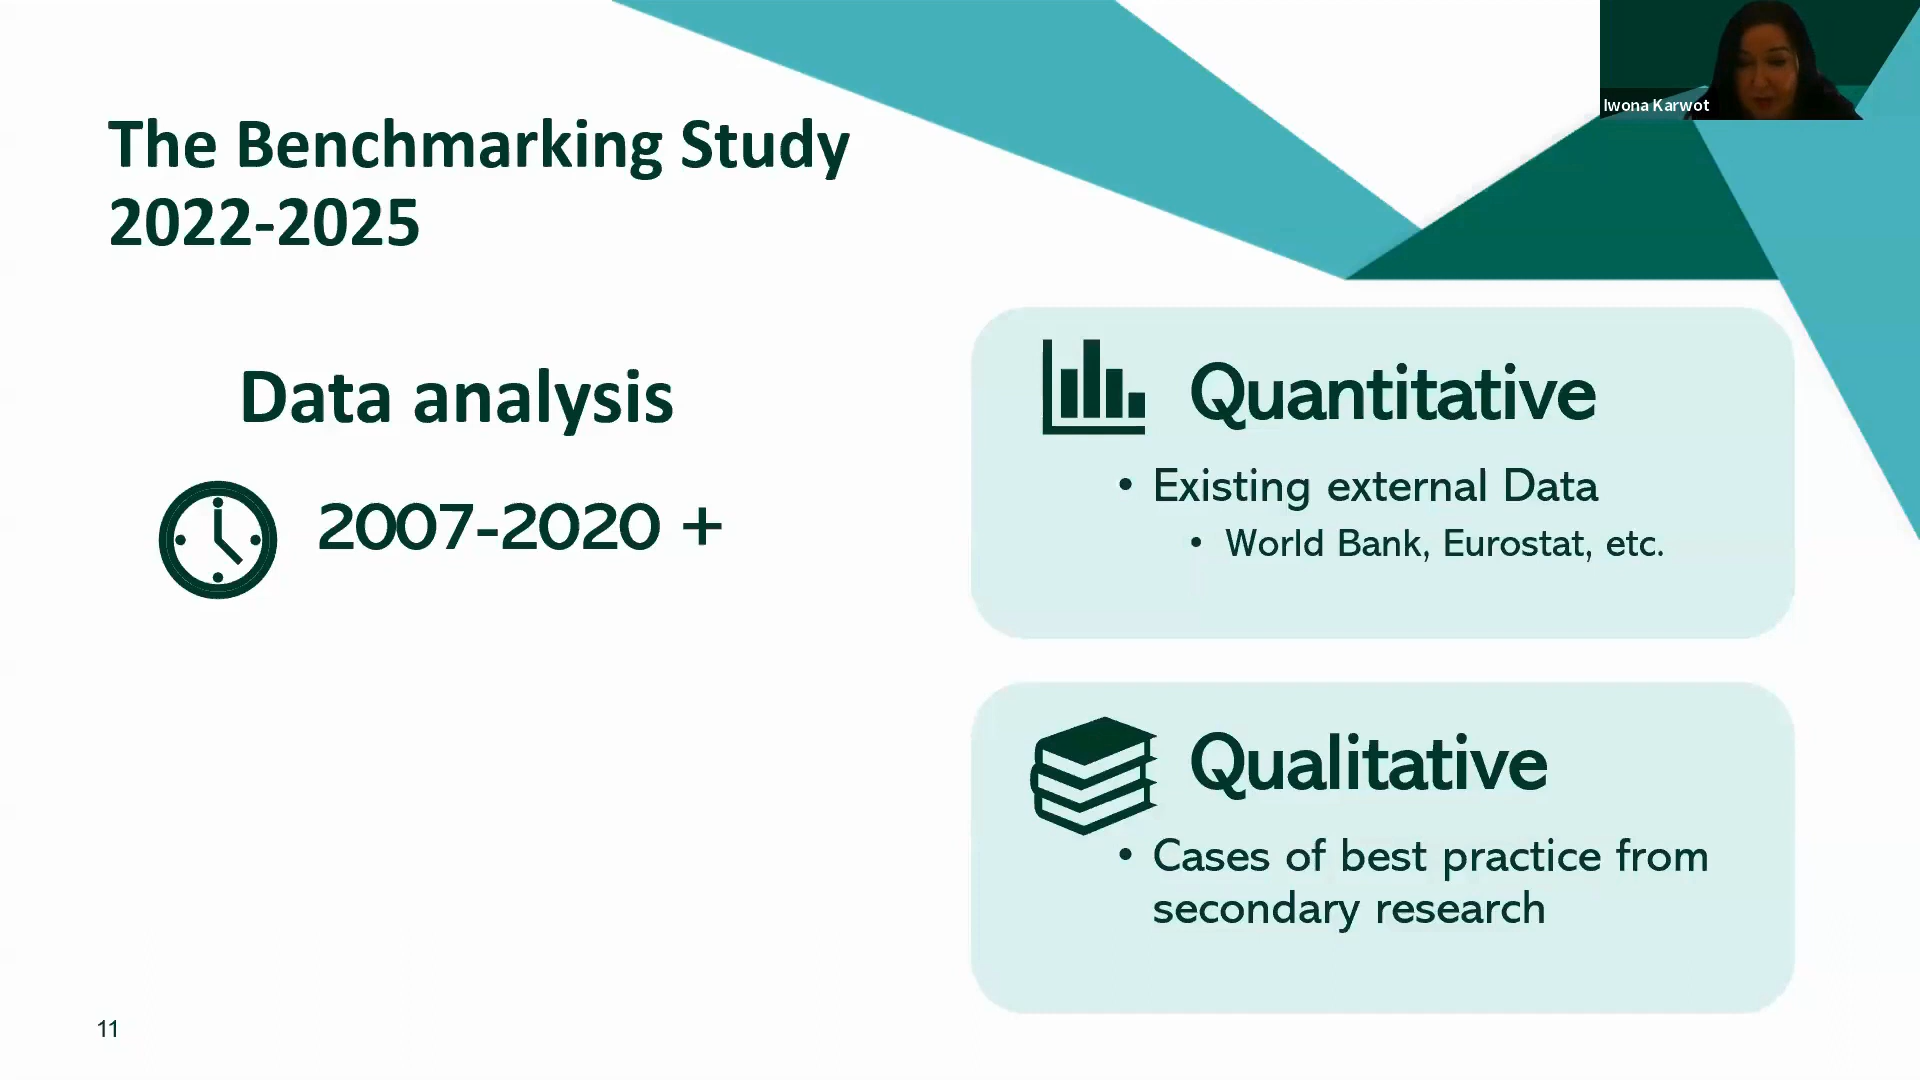 Iwona Karwot
The Benchmarking Study
2022-2025
Data analysis
2007-2020 +
Quantitative
• Existing external Data
• World Bank, Eurostat, etc.
Qualitative
• Cases of best practice from
secondary research
11